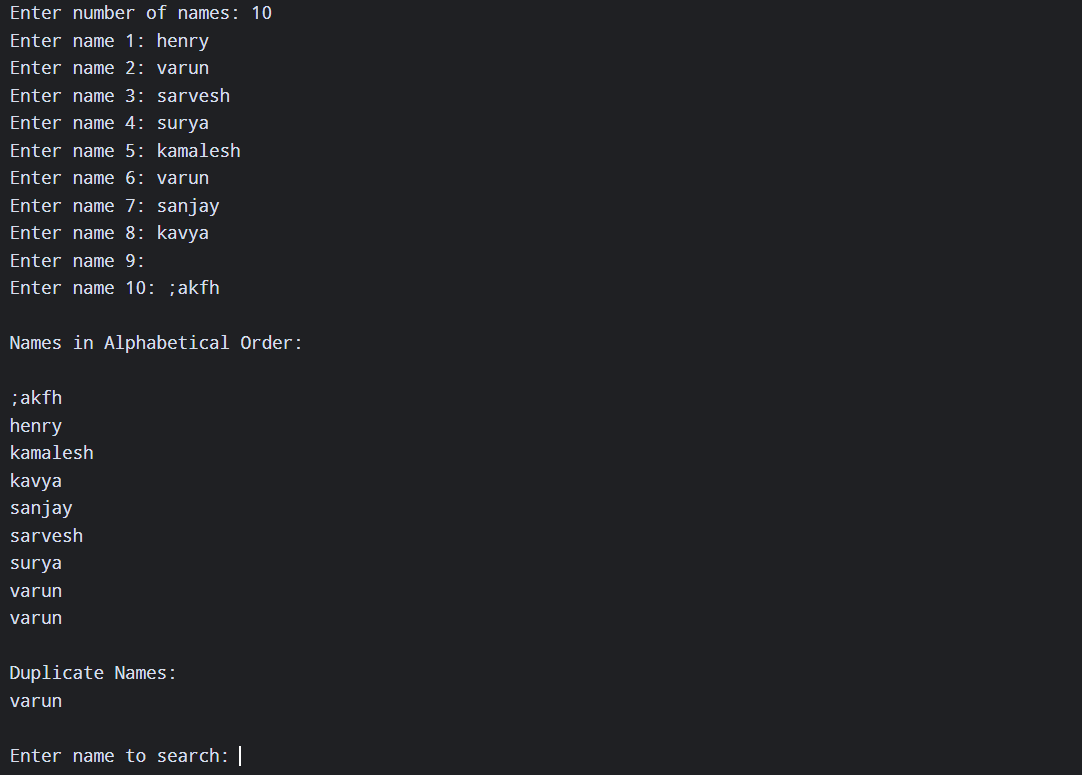 Enter number of names: 10
Enter name 1: henry
Enter name 2: varun
Enter name 3: sarvesh
Enter name 4: surya
Enter name 5: kamalesh
Enter name 6: varun
Enter name 7: sanjay
Enter name 8: kavya
Enter name 9:
Enter name 10: ;akfh
Names in Alphabetical Order:
;akfh
henry
kamalesh
kavya
sanjay
sarvesh
surya
varun
varun
Duplicate Names:
varun
Enter name to search: